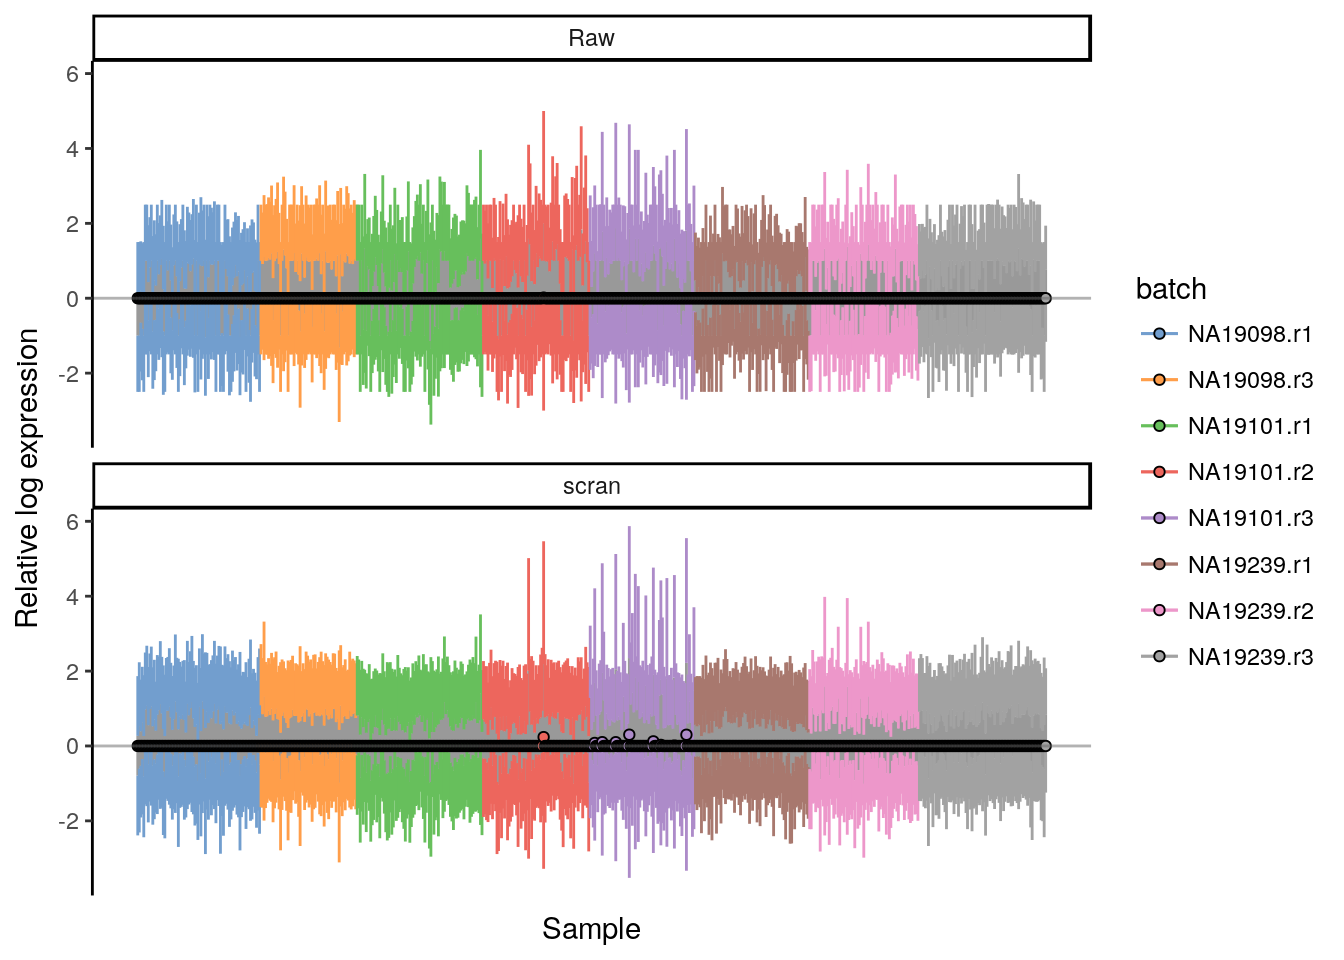 Raw
6
4
2
0
-2
scran
6
4
2
0
-2
Relative log expression
Sample
batch
NA19098.r1
NA19098.r3
NA19101.r1
NA19101.r2
NA19101.r3
NA19239.r1
NA19239.r2
NA19239.r3